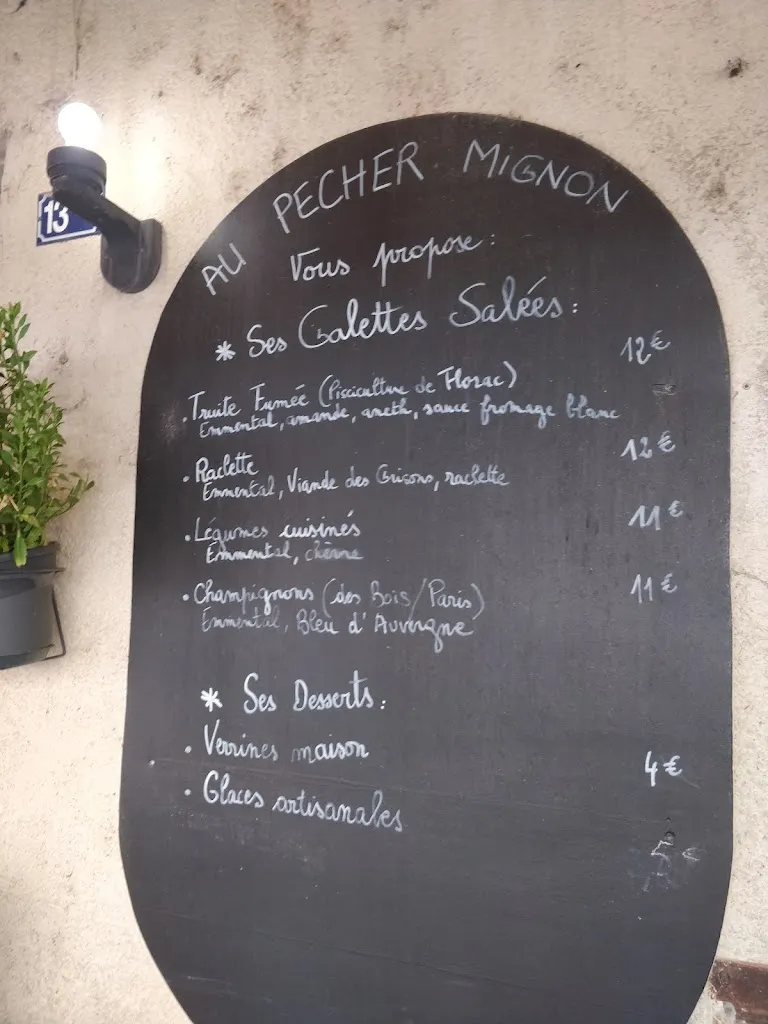 13
AU PECHER MIGNON
Vous propose:
* Ses Galettes Salées:
. Truite Fumée (Pisciculture de Florac) 12€
Emmental, amande, aneth, sauce fromage blanc
. Raclette 12€
Emmental, Viande des Grisons, raclette
. Légumes cuisinés 11€
Emmental, chèvre
. Champignons (des Bois/Paris) 11€
Emmental, Bleu d'Auvergne
* Ses Desserts:
. Verrines maison 4€
. Glaces artisanales 5€